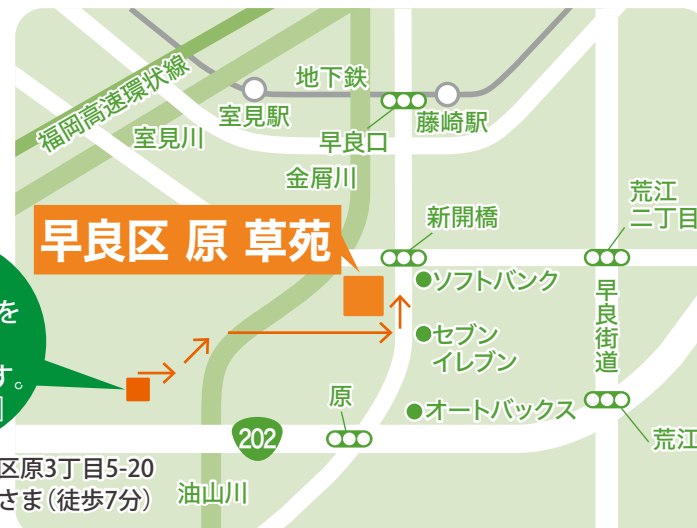 福岡高速環状線
地下鉄
室見駅
室見川
早良口
藤崎駅
金屑川
早良区 原 草苑
新開橋
荒江
二丁目
ソフトバンク
を
す。
セブン
イレブン
早良街道
原
オートバックス
202
荒江
区原3丁目5-20
さま（徒歩7分）
油山川